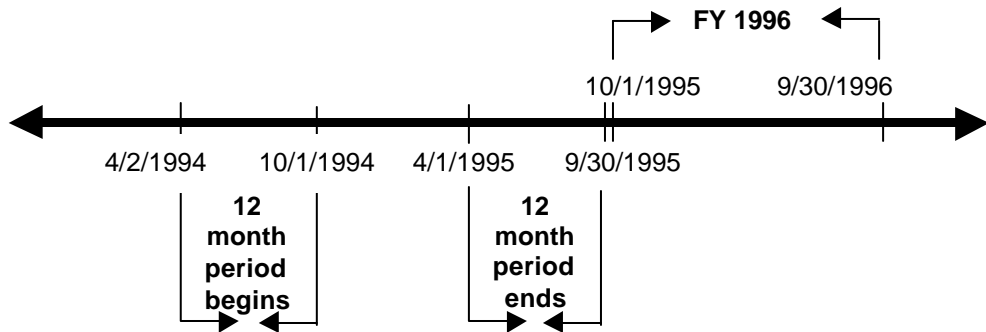 FY 1996
10/1/1995 9/30/1996
4/2/1994 10/1/1994 4/1/1995 9/30/1995
12
month
period
begins
12
month
period
ends